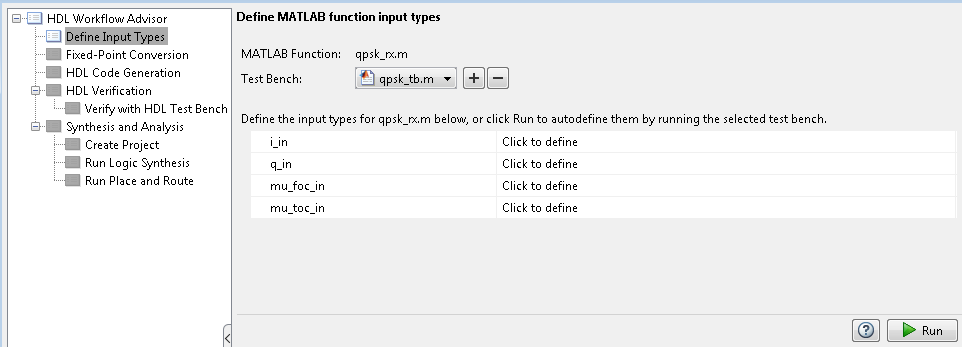 HDL Workflow Advisor
Define Input Types
Fixed-Point Conversion
HDL Code Generation
HDL Verification
Verify with HDL Test Bench
Synthesis and Analysis
Create Project
Run Logic Synthesis
Run Place and Route
Define MATLAB function input types
MATLAB Function: qpsk_rx.m
Test Bench: qpsk_tb.m
Define the input types for qpsk_rx.m below, or click Run to autodefine them by running the selected test bench.
i_in Click to define
q_in Click to define
mu_foc_in Click to define
mu_toc_in Click to define
Run